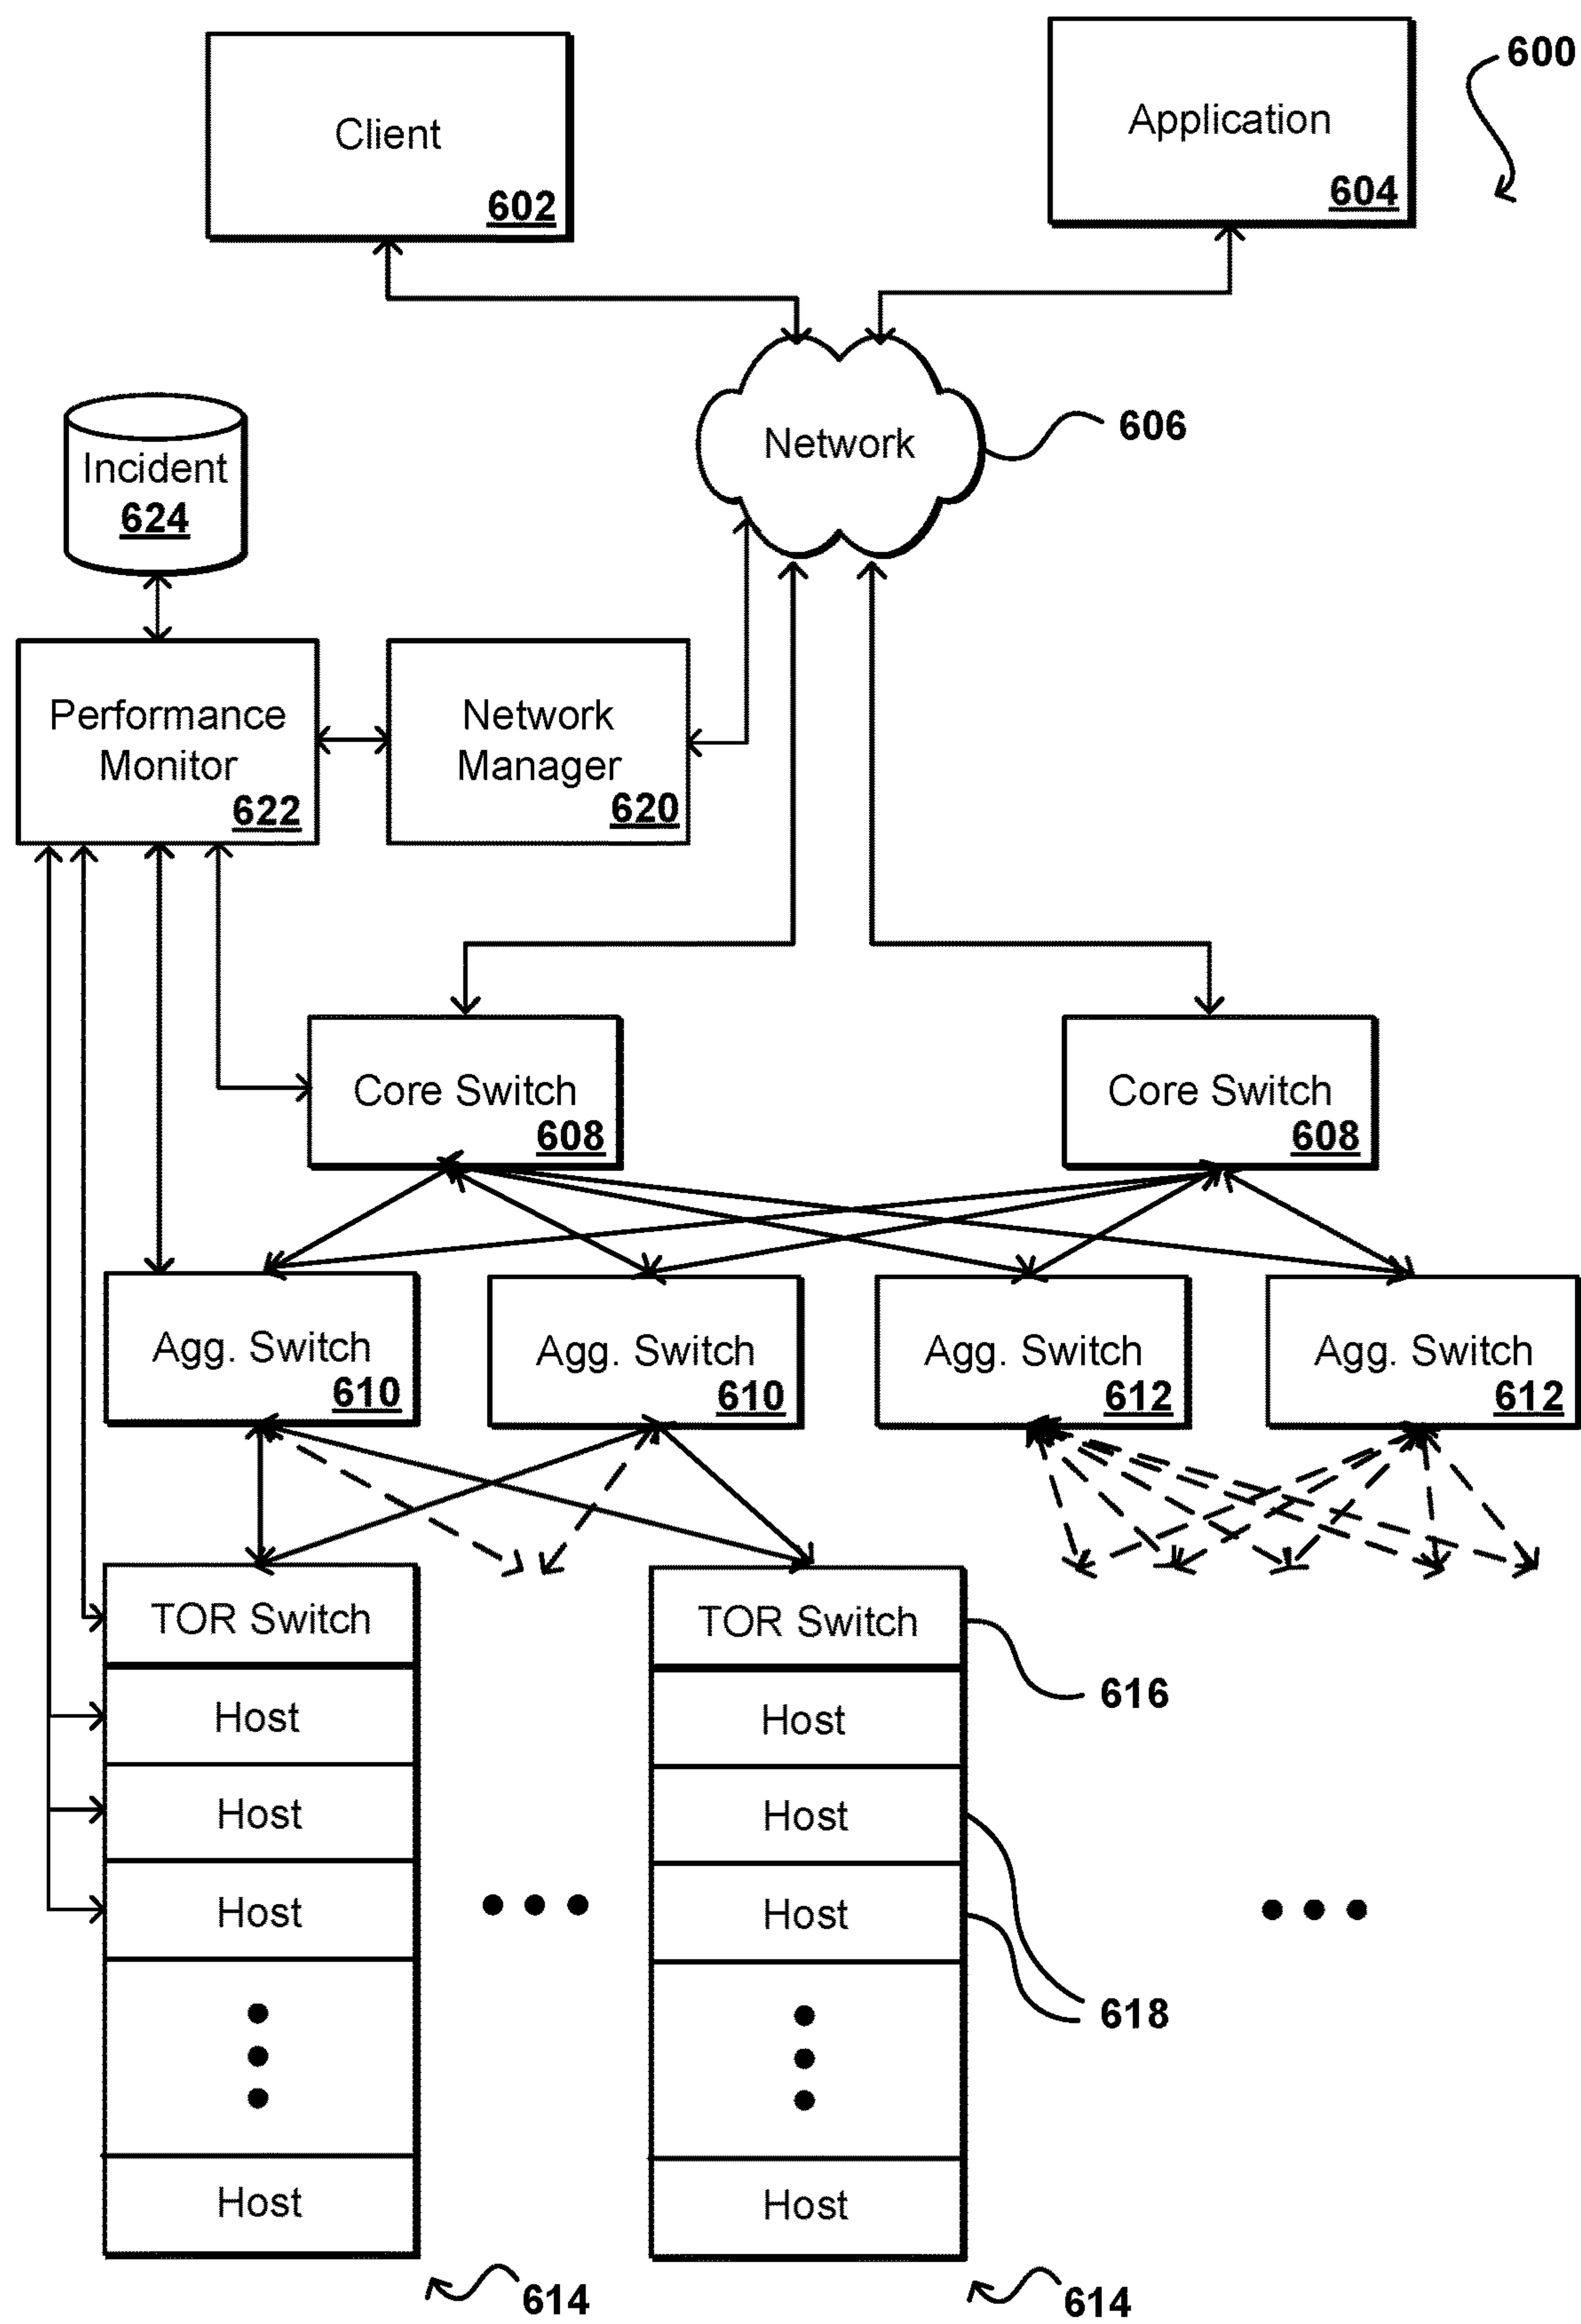 600
Client
602
Application
604
Network
606
Incident
624
Performance
Monitor
622
Network
Manager
620
Core Switch
608
Core Switch
608
Agg. Switch
610
Agg. Switch
610
Agg. Switch
612
Agg. Switch
612
TOR Switch
Host
Host
Host
Host
614
TOR Switch
616
Host
Host
Host
618
Host
614